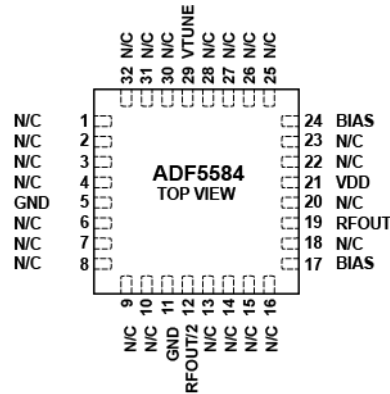 32 N/C
31 N/C
30 N/C
29 VTUNE
28 N/C
27 N/C
26 N/C
25 N/C
N/C 1
N/C 2
N/C 3
N/C 4
GND 5
N/C 6
N/C 7
N/C 8
ADF5584
TOP VIEW
24 BIAS
23 N/C
22 N/C
21 VDD
20 N/C
19 RFOUT
18 N/C
17 BIAS
N/C 9
N/C 10
GND 11
RFOUT/2 12
N/C 13
N/C 14
N/C 15
N/C 16